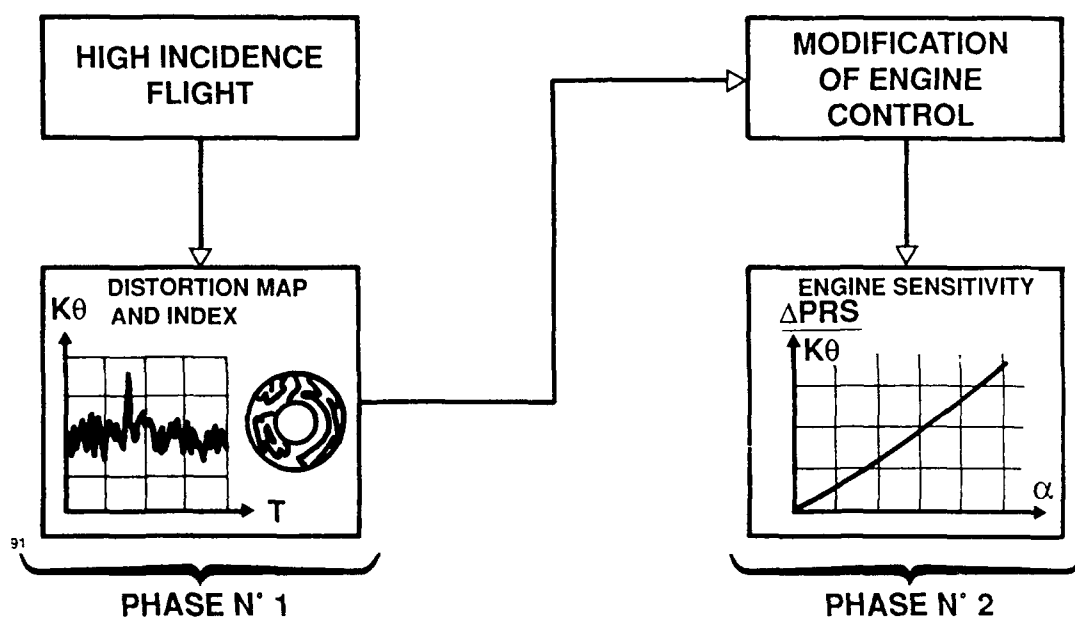 HIGH INCIDENCE
FLIGHT
MODIFICATION
OF ENGINE
CONTROL
DISTORTION MAP
AND INDEX
Kθ
T
ENGINE SENSITIVITY
ΔPRS
Kθ
α
91
PHASE N° 1
PHASE N° 2